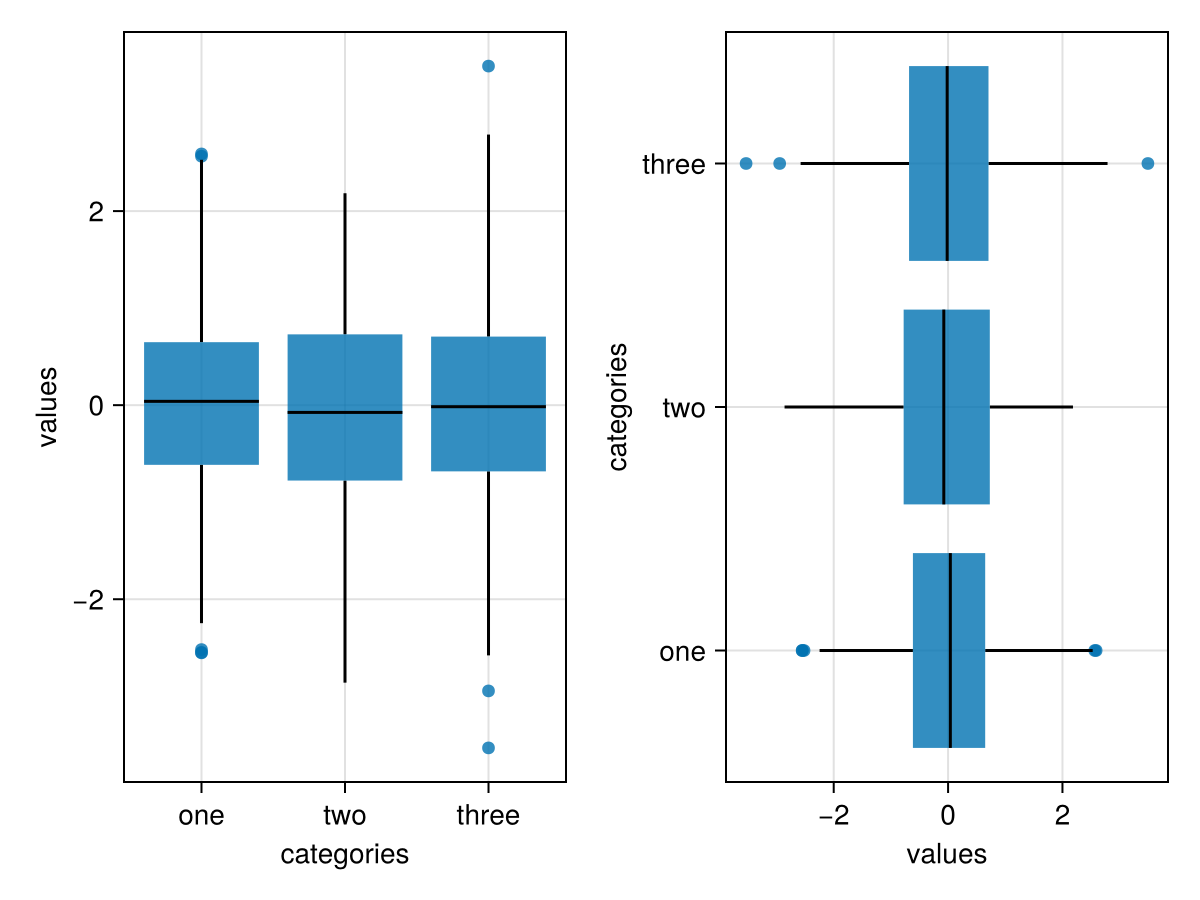 values
2
0
−2
one two three
categories
categories
three
two
one
−2 0 2
values